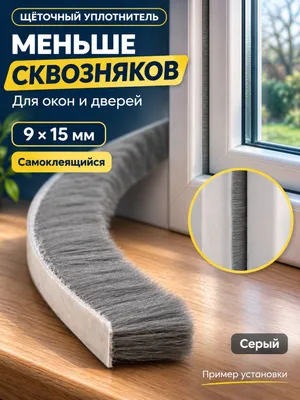 ЩЁТОЧНЫЙ УПЛОТНИТЕЛЬ
МЕНЬШЕ
СКВОЗНЯКОВ
Для окон и дверей
9 × 15 мм
Самоклеящийся
Серый
Пример установки